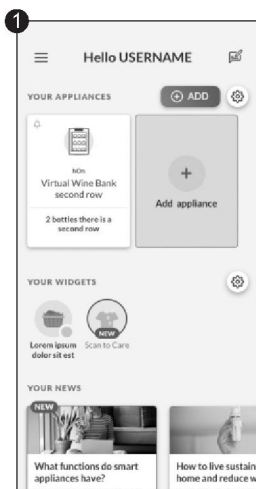 1
Hello USERNAME
YOUR APPLIANCES
ADD
NOn
Virtual Wine Bank
second row
2 bottles there is a
second row
Add appliance
YOUR WIDGETS
NEW
Lorem ipsum
dolor sit est
Scan to Care
YOUR NEWS
NEW
What functions do smart
appliances have?
How to live sustain
home and reduce w